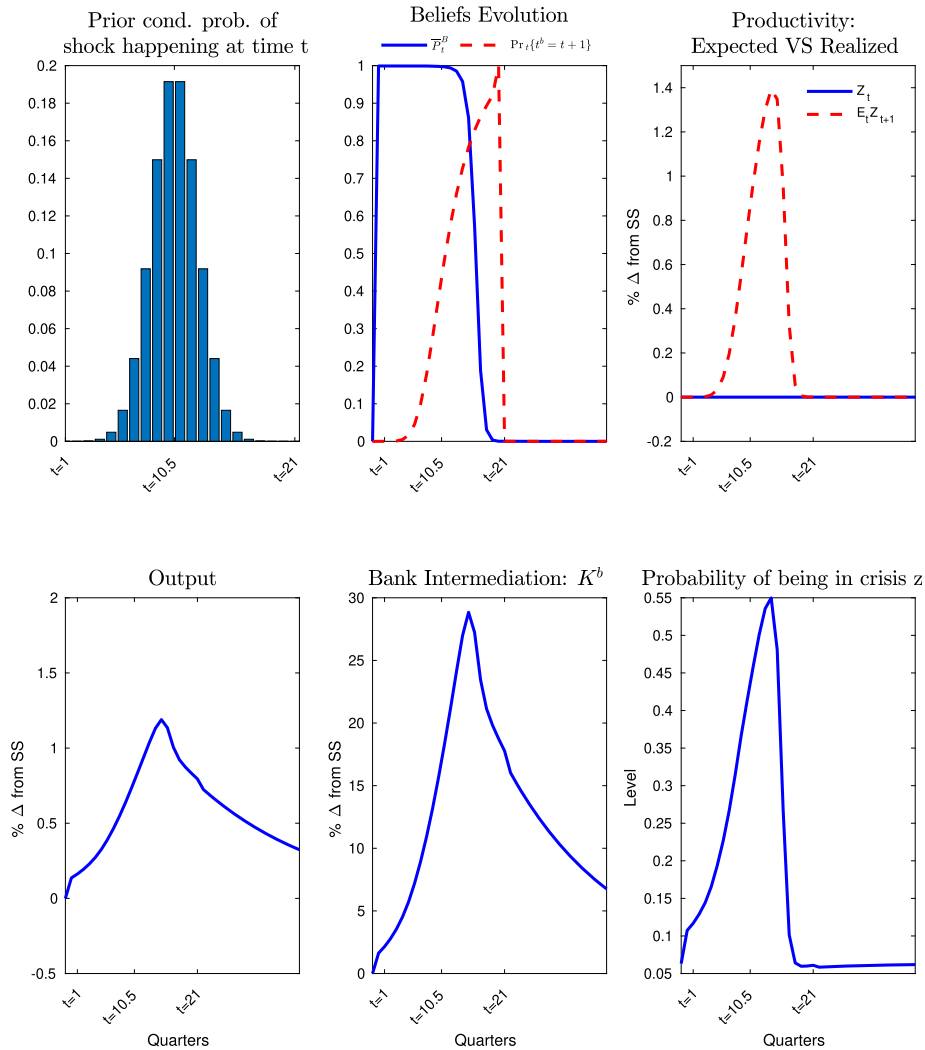 Prior cond. prob. of
shock happening at time t
0.2
0.18
0.16
0.14
0.12
0.1
0.08
0.06
0.04
0.02
0
t=1
t=10.5
t=21
Beliefs Evolution
P̅ₜᴮ Pr ₜ{tᵇ = t + 1}
1
0.9
0.8
0.7
0.6
0.5
0.4
0.3
0.2
0.1
0
t=1
t=10.5
t=21
Productivity:
Expected VS Realized
Z t
E t Z t+1
% Δ from SS
1.4
1.2
1
0.8
0.6
0.4
0.2
0
-0.2
t=1
t=10.5
t=21
Output
% Δ from SS
2
1.5
1
0.5
0
-0.5
t=1
t=10.5
t=21
Quarters
Bank Intermediation: Kᵇ
% Δ from SS
30
25
20
15
10
5
0
t=1
t=10.5
t=21
Quarters
Probability of being in crisis z
Level
0.55
0.5
0.45
0.4
0.35
0.3
0.25
0.2
0.15
0.1
0.05
t=1
t=10.5
t=21
Quarters